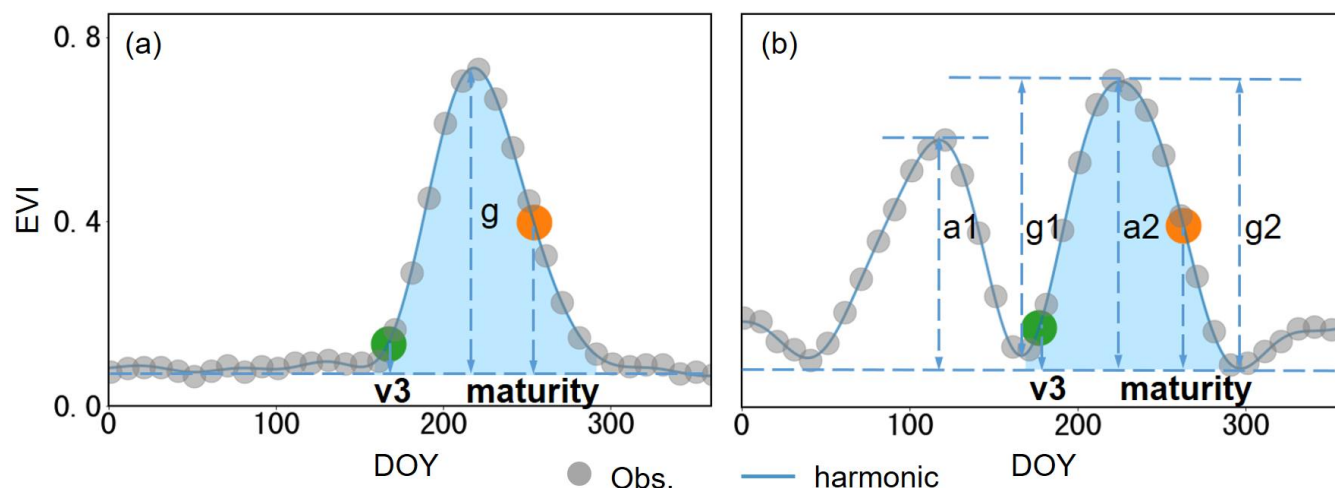 (a)
(b)
0.8
0.4
0.0
EVI
g
v3 maturity
0 100 200 300
DOY
a1 g1 a2 g2
v3 maturity
0 100 200 300
DOY
Obs. harmonic